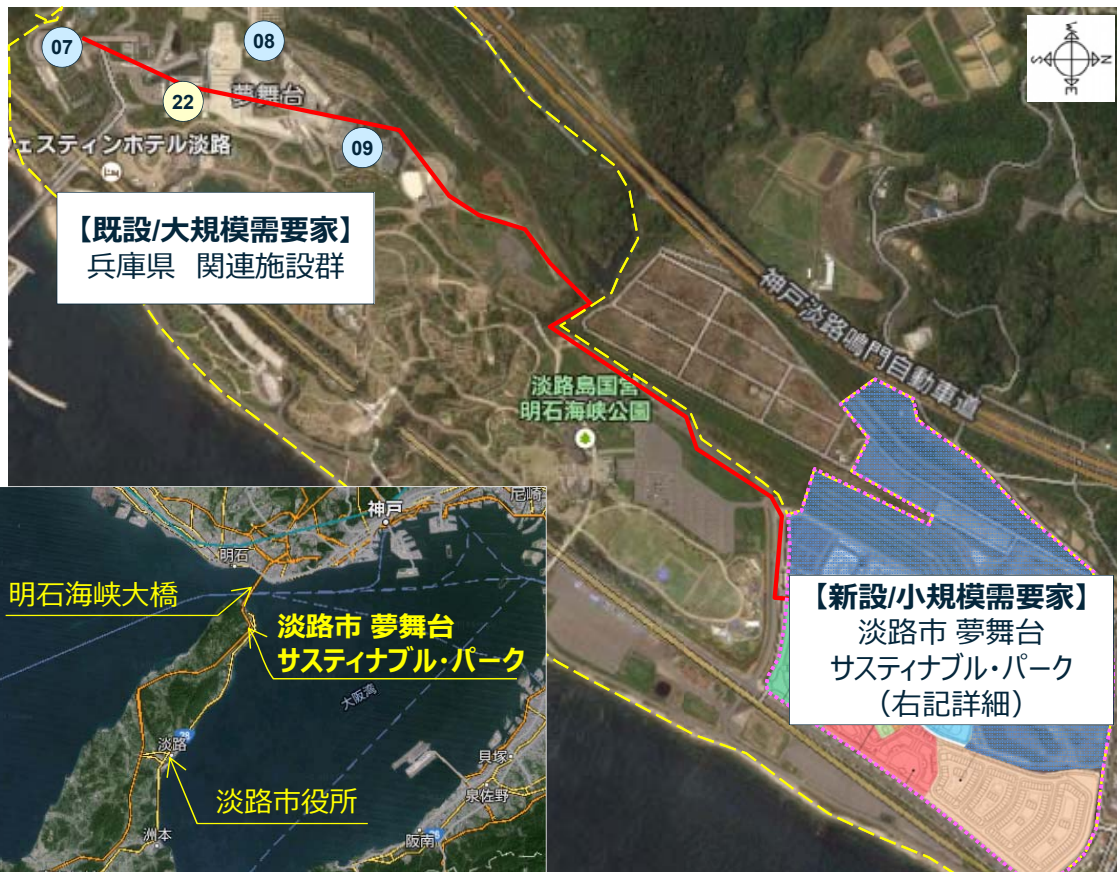 07
08
22
夢舞台
ウェスティンホテル淡路
09
W
S N
E
【既設/大規模需要家】
兵庫県 関連施設群
神戸淡路鳴門自動車道
淡路島国営
明石海峡公園
【新設/小規模需要家】
淡路市 夢舞台
サスティナブル・パーク
(右記詳細)
神戸
尼崎
明石
明石海峡大橋
淡路市 夢舞台
サスティナブル・パーク
大阪湾
28
淡路
貝塚
泉佐野
淡路市役所
洲本
阪南
26